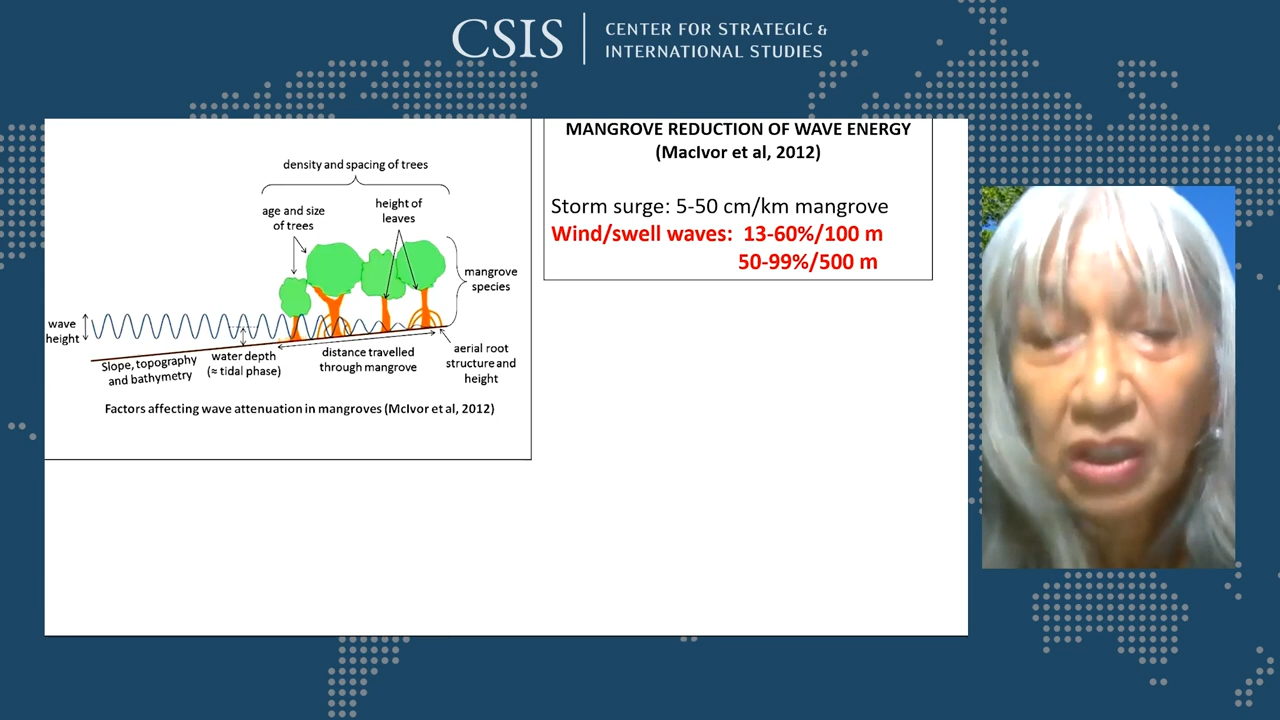 CSIS
CENTER FOR STRATEGIC &
INTERNATIONAL STUDIES
density and spacing of trees
age and size
of trees
height of
leaves
mangrove
species
wave
height
Slope, topography
and bathymetry
water depth
(≈ tidal phase)
distance travelled
through mangrove
aerial root
structure and
height
Factors affecting wave attenuation in mangroves (McIvor et al, 2012)
MANGROVE REDUCTION OF WAVE ENERGY
(MacIvor et al, 2012)
Storm surge: 5-50 cm/km mangrove
Wind/swell waves: 13-60%/100 m
50-99%/500 m